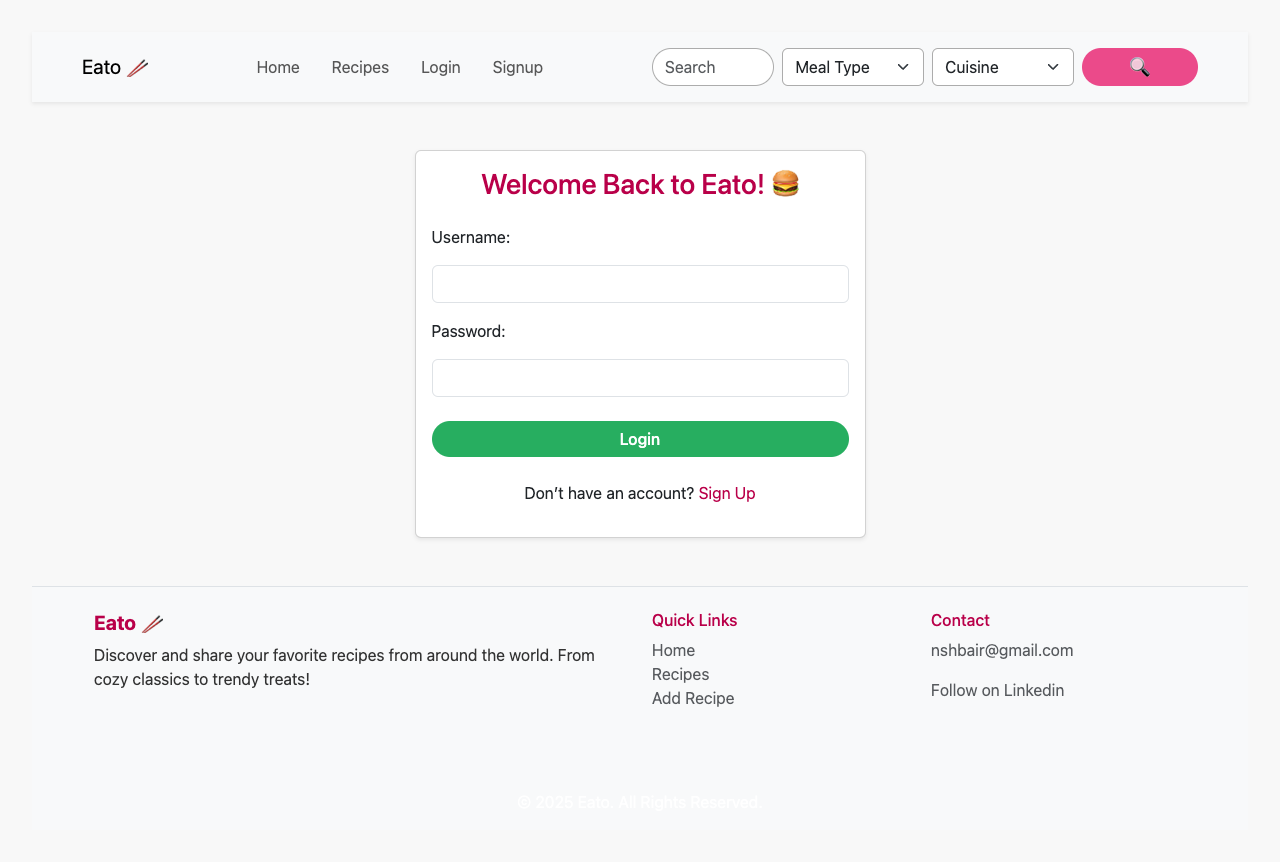 Eato 🥢
Home
Recipes
Login
Signup
Search
Meal Type
Cuisine
🔍
Welcome Back to Eato! 🍔
Username:
Password:
Login
Don’t have an account? Sign Up
Eato 🥢
Discover and share your favorite recipes from around the world. From
cozy classics to trendy treats!
Quick Links
Home
Recipes
Add Recipe
Contact
nshbair@gmail.com
Follow on Linkedin
© 2025 Eato. All Rights Reserved.